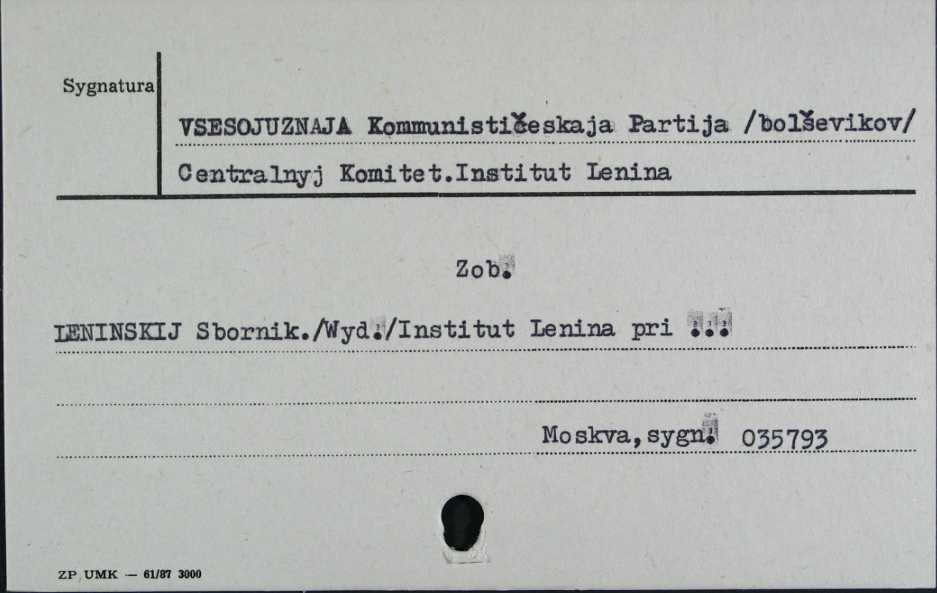 Sygnatura
VSESOJUZNAJA Kommunističeskaja Partija /bolševikov/
Centralnyj Komitet.Institut Lenina
Zob.
LENINSKIJ Sbornik./Wyd./Institut Lenina pri ...
Moskva,sygn. 035793
ZP UMK — 61/87 3000